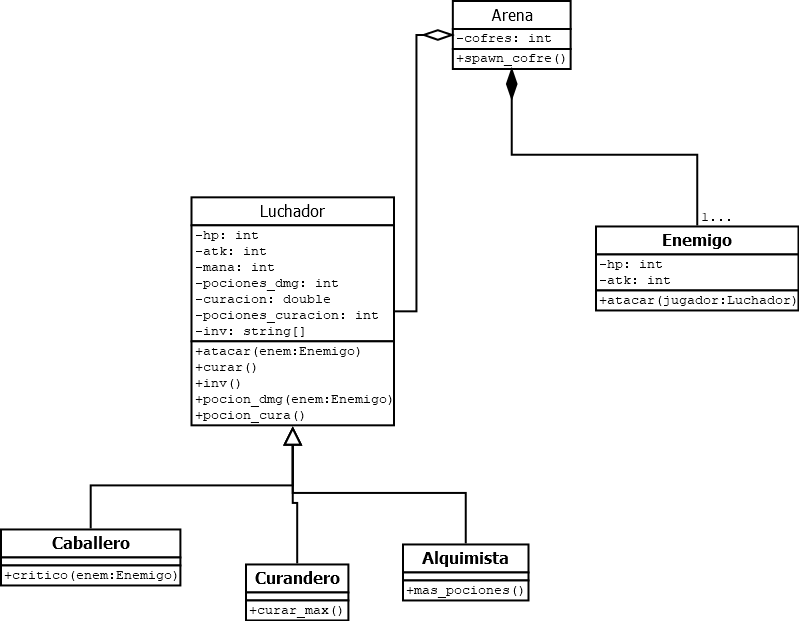 Arena
-cofres: int
+spawn_cofre()
Luchador
-hp: int
-atk: int
-mana: int
-pociones_dmg: int
-curacion: double
-pociones_curacion: int
-inv: string[]
+atacar(enem:Enemigo)
+curar()
+inv()
+pocion_dmg(enem:Enemigo)
+pocion_cura()
1...
Enemigo
-hp: int
-atk: int
+atacar(jugador:Luchador)
Caballero
+critico(enem:Enemigo)
Curandero
+curar_max()
Alquimista
+mas_pociones()